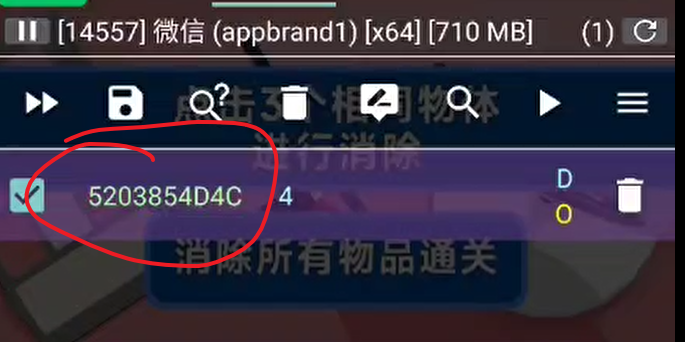 [14557] 微信 (appbrand1) [x64] [710 MB] (1)
点击3个相同物体
进行消除
5203854D4C 4 D
O
消除所有物品通关